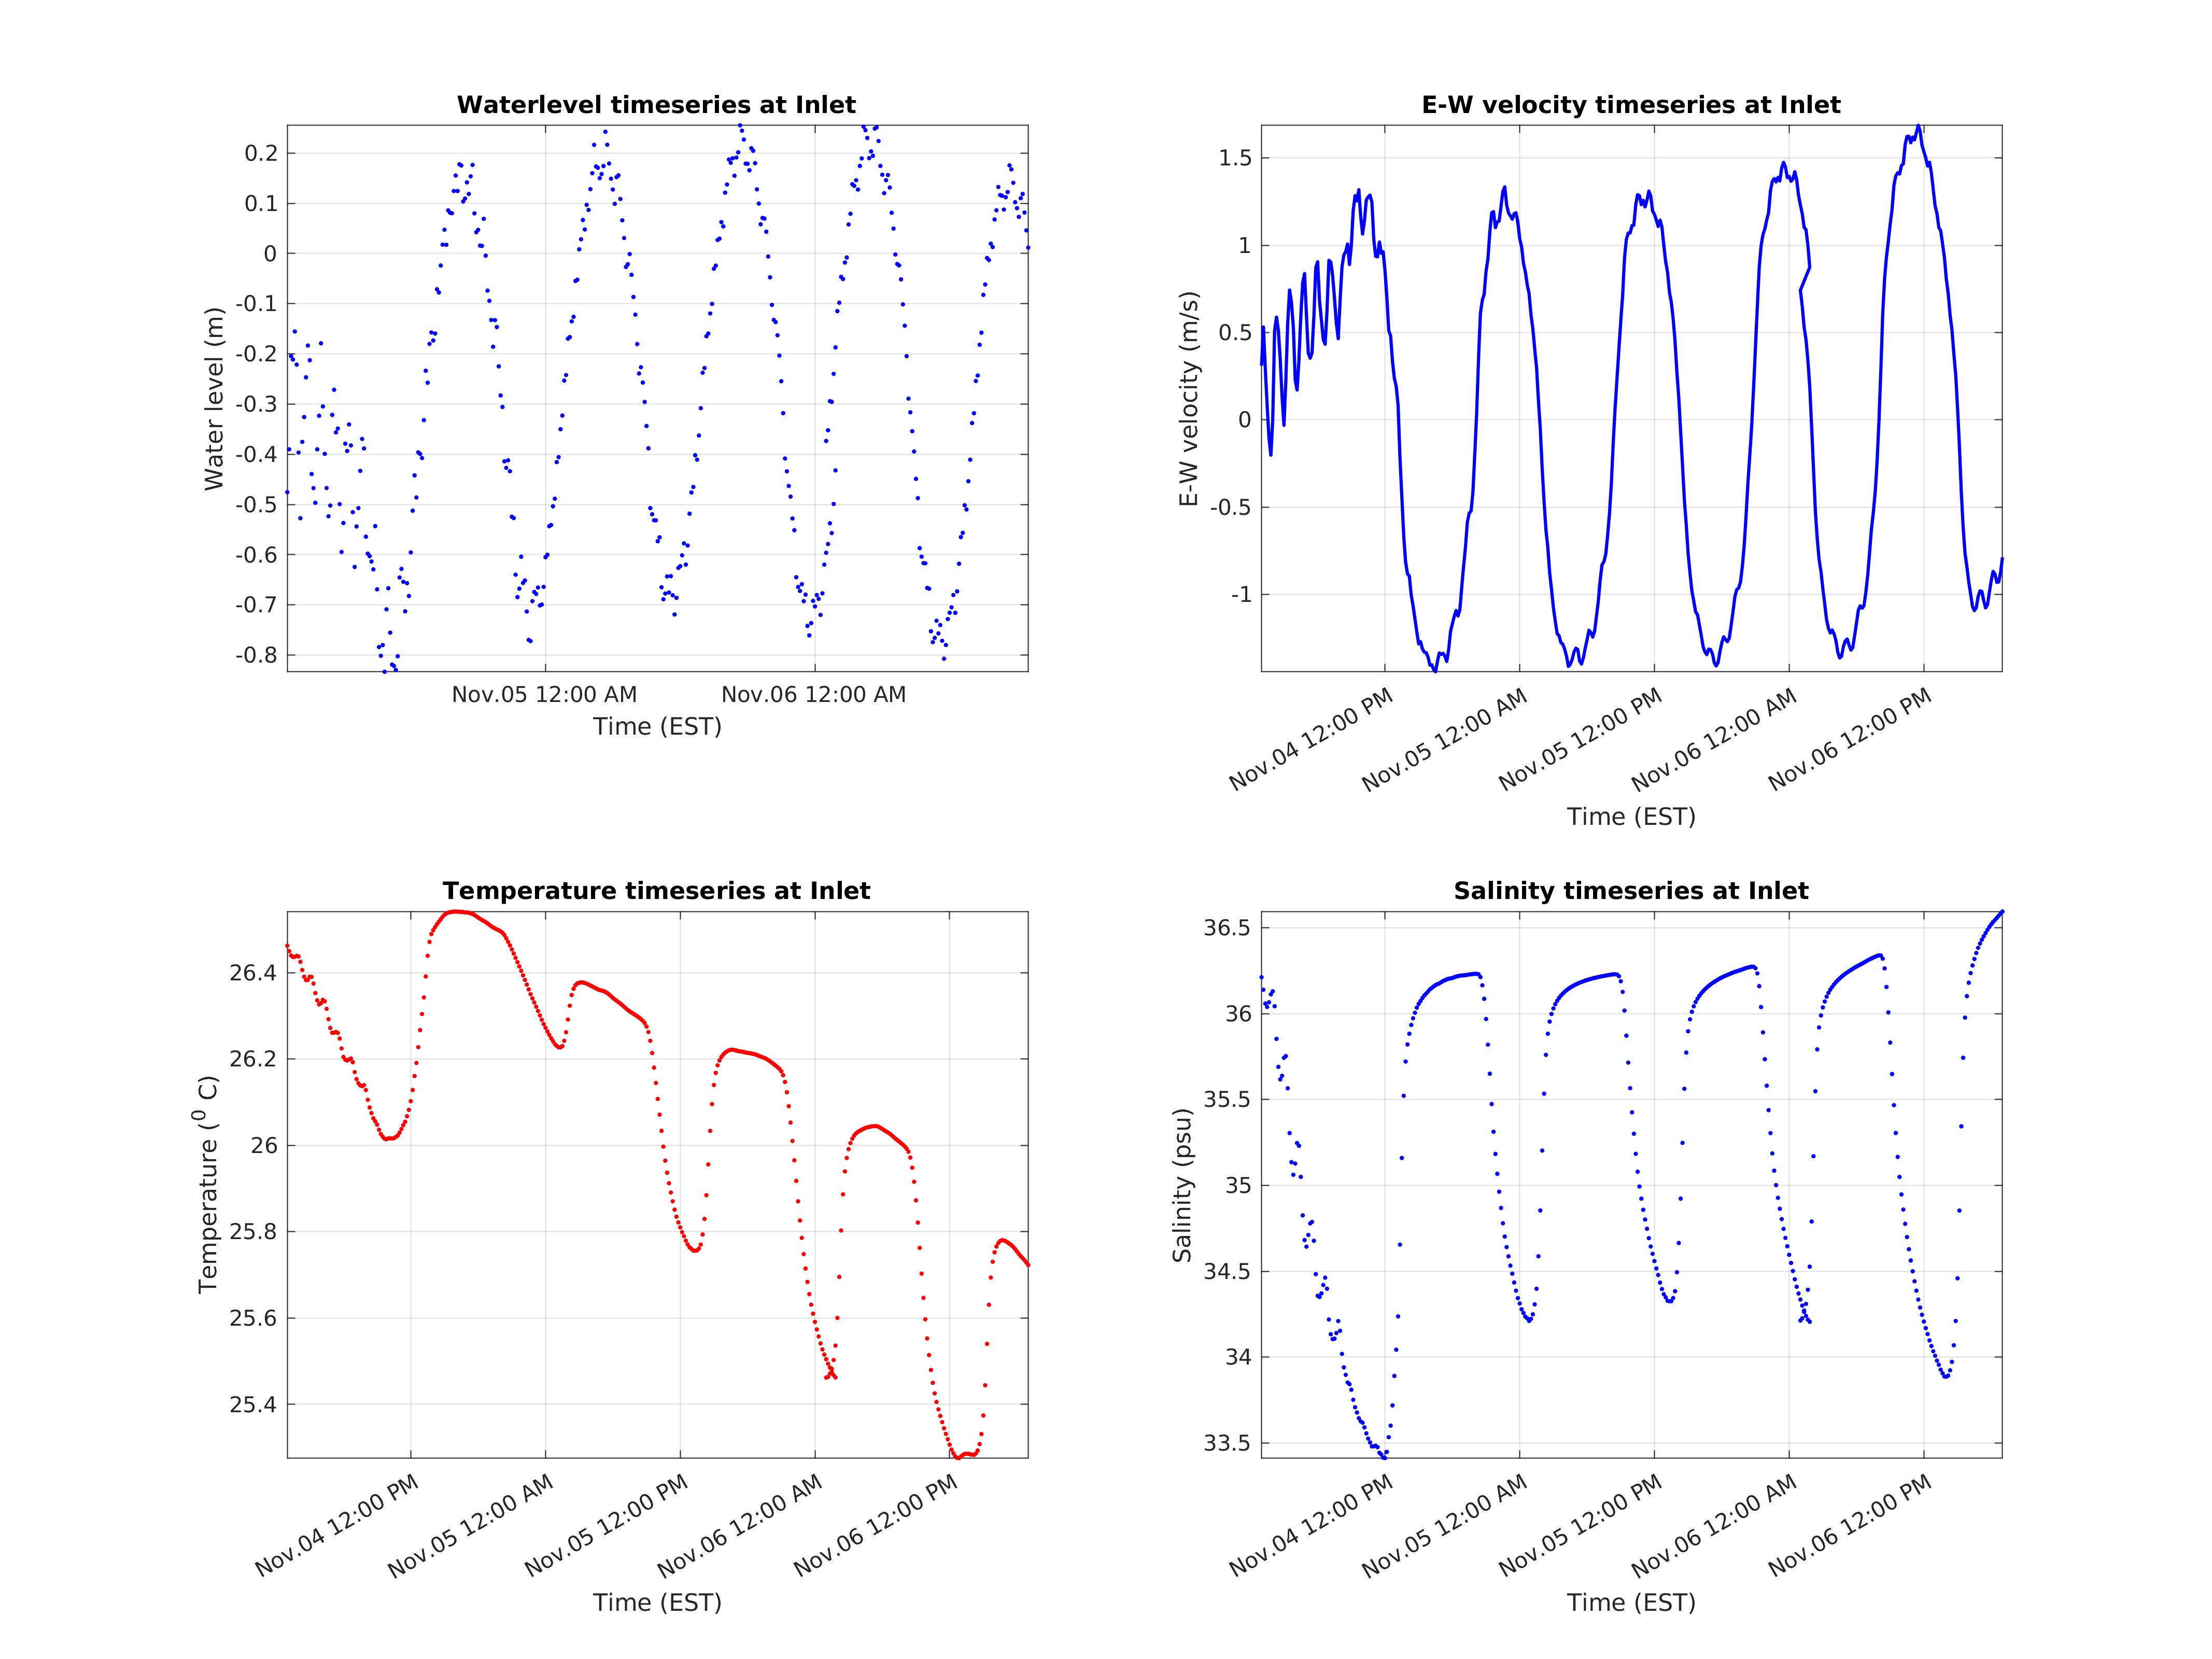 Waterlevel timeseries at Inlet
0.2
0.1
0
-0.1
-0.2
-0.3
-0.4
-0.5
-0.6
-0.7
-0.8
Water level (m)
Nov.05 12:00 AM
Nov.06 12:00 AM
Time (EST)
E-W velocity timeseries at Inlet
1.5
1
0.5
0
-0.5
-1
E-W velocity (m/s)
Nov.04 12:00 PM
Nov.05 12:00 AM
Nov.05 12:00 PM
Nov.06 12:00 AM
Nov.06 12:00 PM
Time (EST)
Temperature timeseries at Inlet
26.4
26.2
26
25.8
25.6
25.4
Temperature (⁰ C)
Nov.04 12:00 PM
Nov.05 12:00 AM
Nov.05 12:00 PM
Nov.06 12:00 AM
Nov.06 12:00 PM
Time (EST)
Salinity timeseries at Inlet
36.5
36
35.5
35
34.5
34
33.5
Salinity (psu)
Nov.04 12:00 PM
Nov.05 12:00 AM
Nov.05 12:00 PM
Nov.06 12:00 AM
Nov.06 12:00 PM
Time (EST)